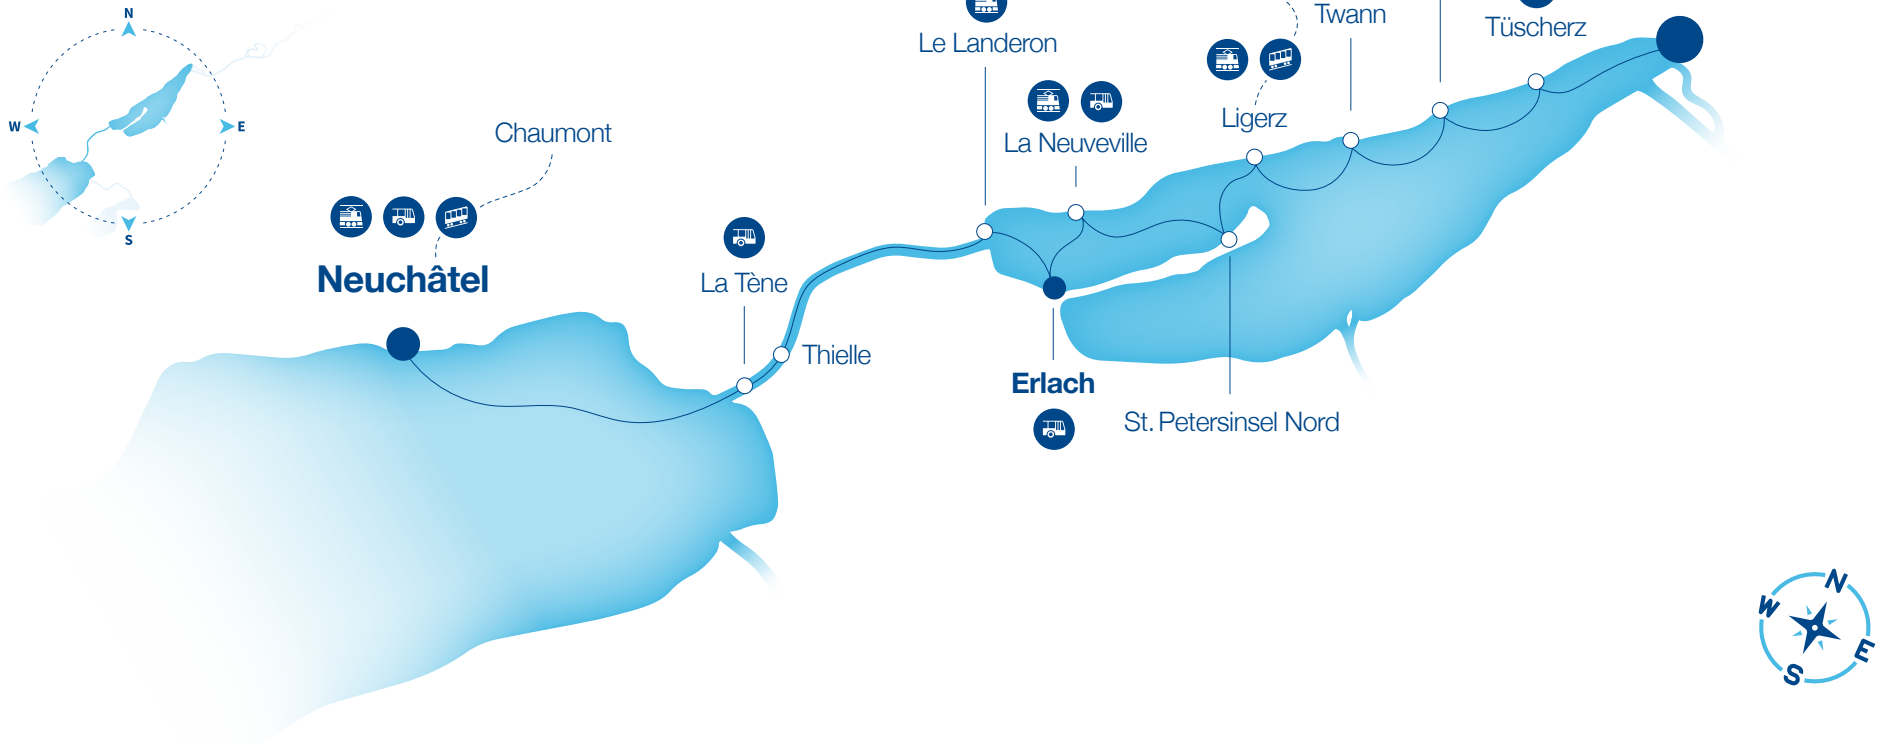 N
W
E
S
Chaumont
Neuchâtel
La Tène
Thielle
Le Landeron
La Neuveville
Erlach
St. Petersinsel Nord
Ligerz
Twann
Tüscherz
N
W
E
S